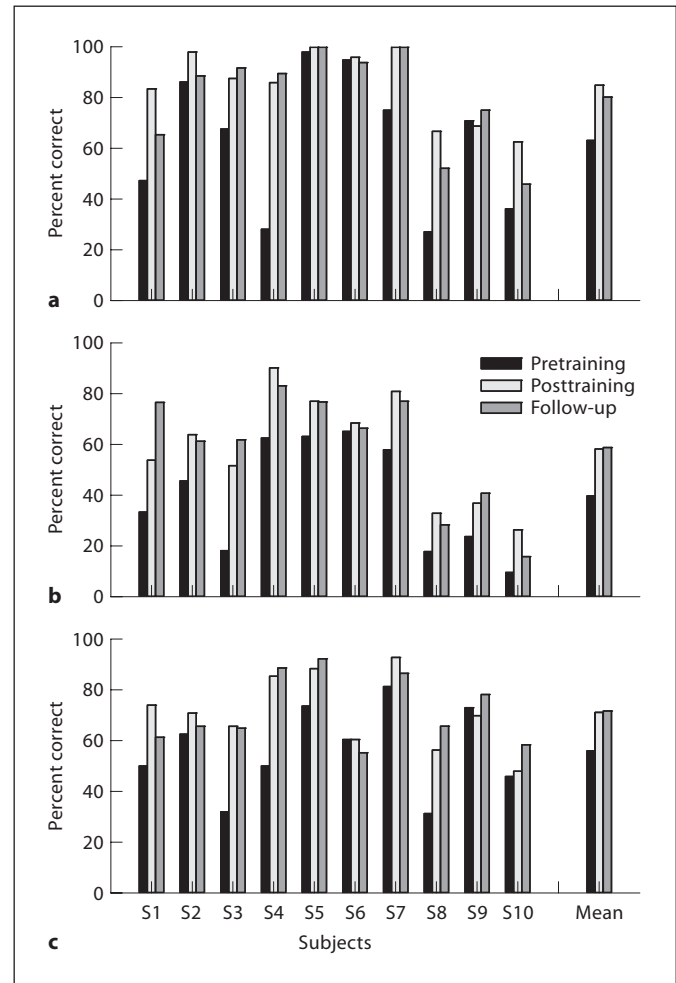 100
80
60
40
20
0
Percent correct
a
100
80
60
40
20
0
Percent correct
Pretraining
Posttraining
Follow-up
b
100
80
60
40
20
0
Percent correct
S1 S2 S3 S4 S5 S6 S7 S8 S9 S10 Mean
Subjects
c